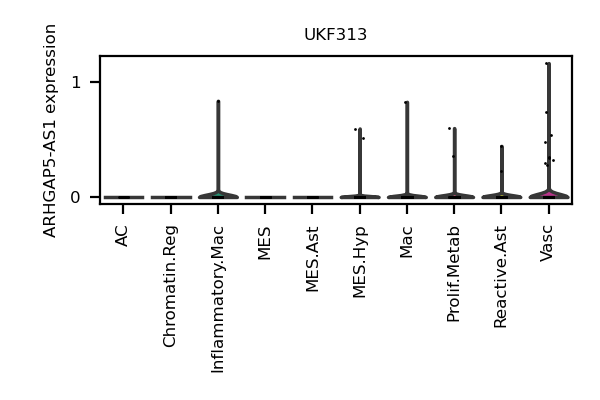 UKF313
ARHGAP5-AS1 expression
1
0
AC
Chromatin.Reg
Inflammatory.Mac
MES
MES.Ast
MES.Hyp
Mac
Prolif.Metab
Reactive.Ast
Vasc